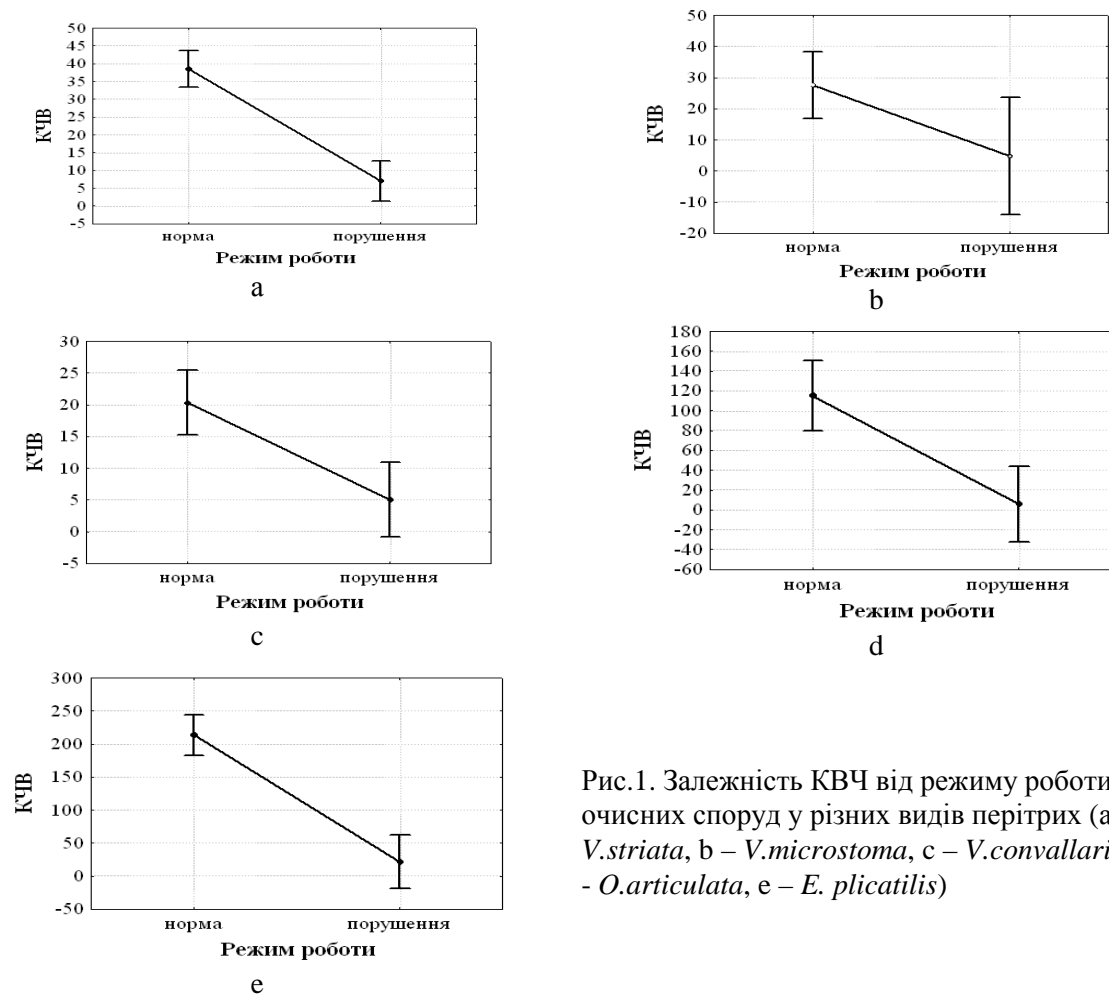 50
45
40
35
30
25
20
15
10
5
0
-5
КЧВ
норма порушення
Режим роботи
a
50
40
30
20
10
0
-10
-20
КЧВ
норма порушення
Режим роботи
b
30
25
20
15
10
5
0
-5
КЧВ
норма порушення
Режим роботи
c
180
160
140
120
100
80
60
40
20
0
-20
-40
-60
КЧВ
норма порушення
Режим роботи
d
300
250
200
150
100
50
0
-50
КЧВ
норма порушення
Режим роботи
e
Рис.1. Залежність КВЧ від режиму роботи
очисних споруд у різних видів перітрих (a
V.striata, b – V.microstoma, c – V.convallari
- O.articulata, e – E. plicatilis)